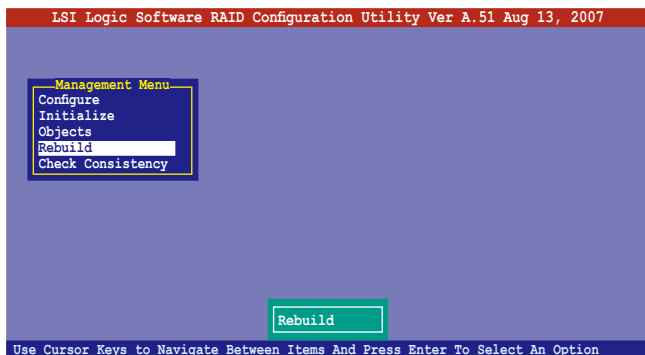 LSI Logic Software RAID Configuration Utility Ver A.51 Aug 13, 2007
Management Menu
Configure
Initialize
Objects
Rebuild
Check Consistency
Rebuild
Use Cursor Keys to Navigate Between Items And Press Enter To Select An Option